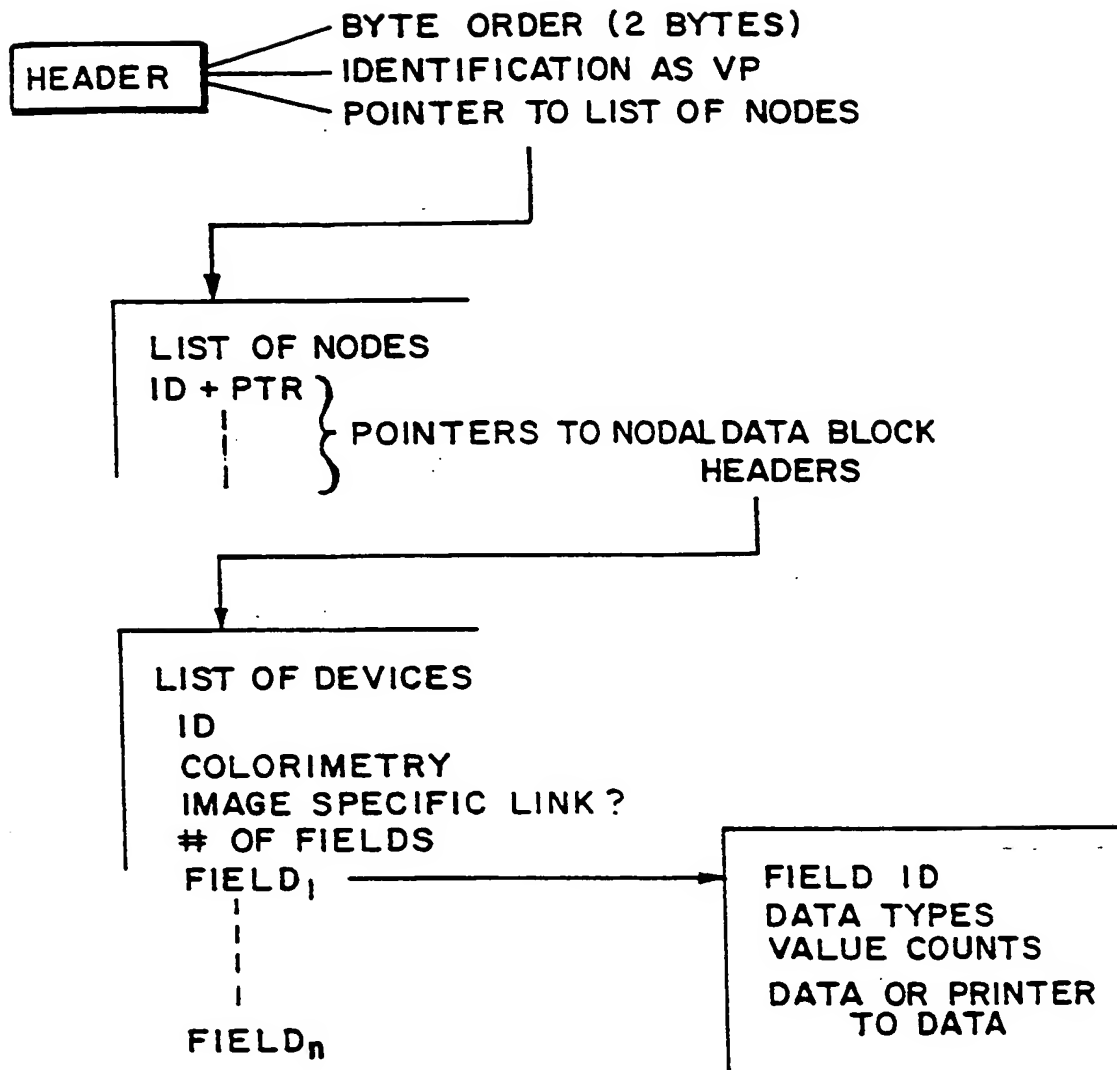 HEADER
BYTE ORDER (2 BYTES)
IDENTIFICATION AS VP
POINTER TO LIST OF NODES
LIST OF NODES
ID + PTR
POINTERS TO NODAL DATA BLOCK
HEADERS
LIST OF DEVICES
ID
COLORIMETRY
IMAGE SPECIFIC LINK?
# OF FIELDS
FIELD₁
FIELDₙ
FIELD ID
DATA TYPES
VALUE COUNTS
DATA OR PRINTER
TO DATA